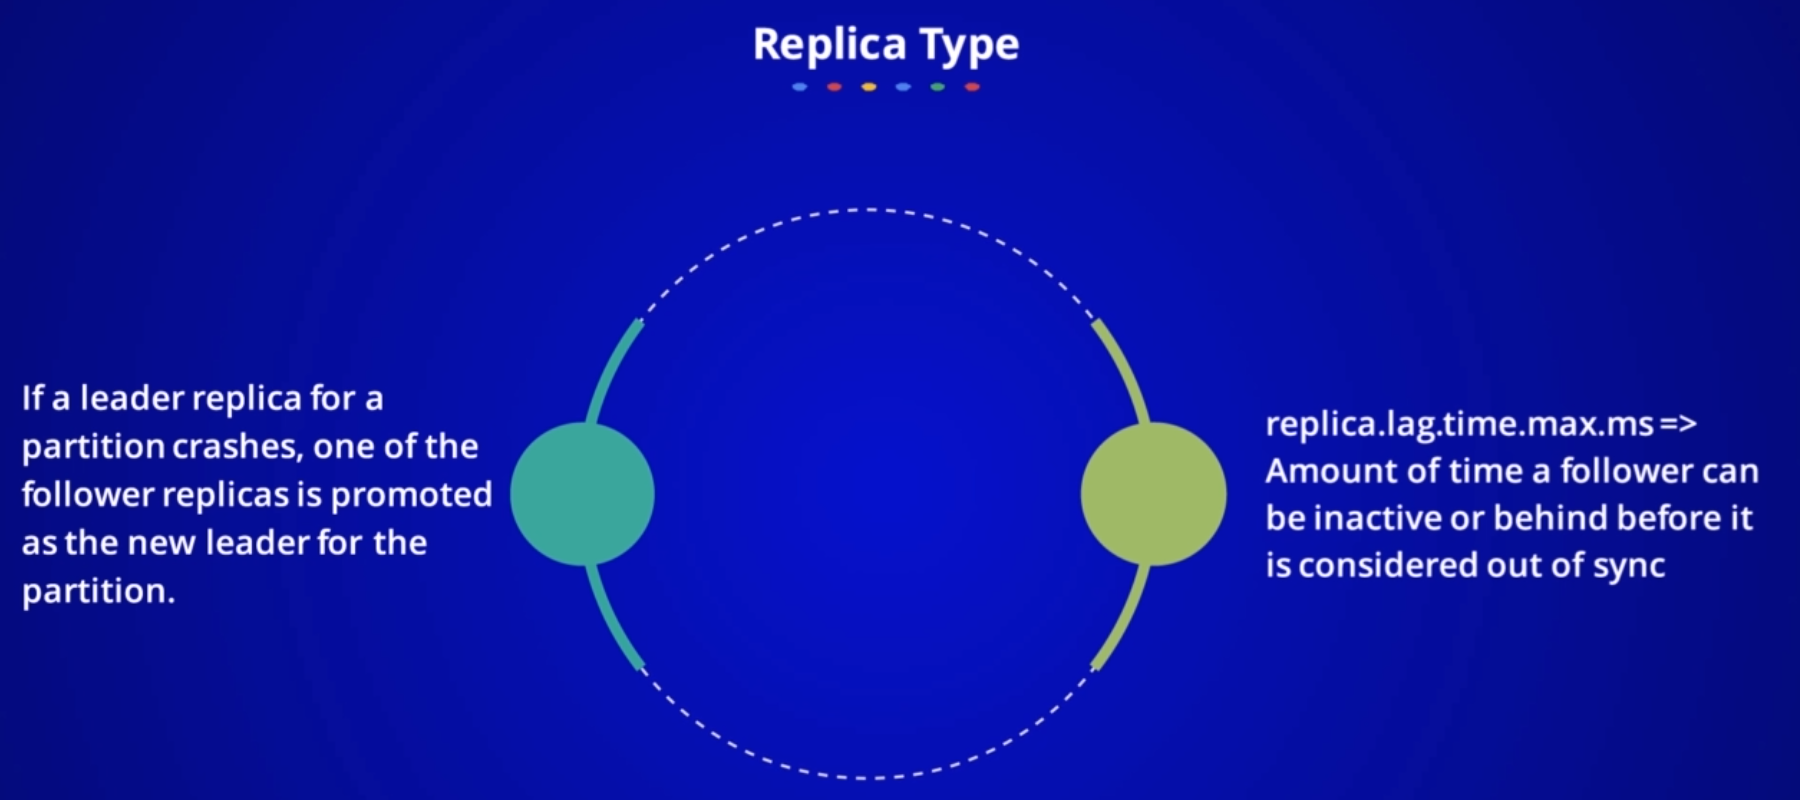 Replica Type
If a leader replica for a
partition crashes, one of the
follower replicas is promoted
as the new leader for the
partition.
replica.lag.time.max.ms =>
Amount of time a follower can
be inactive or behind before it
is considered out of sync